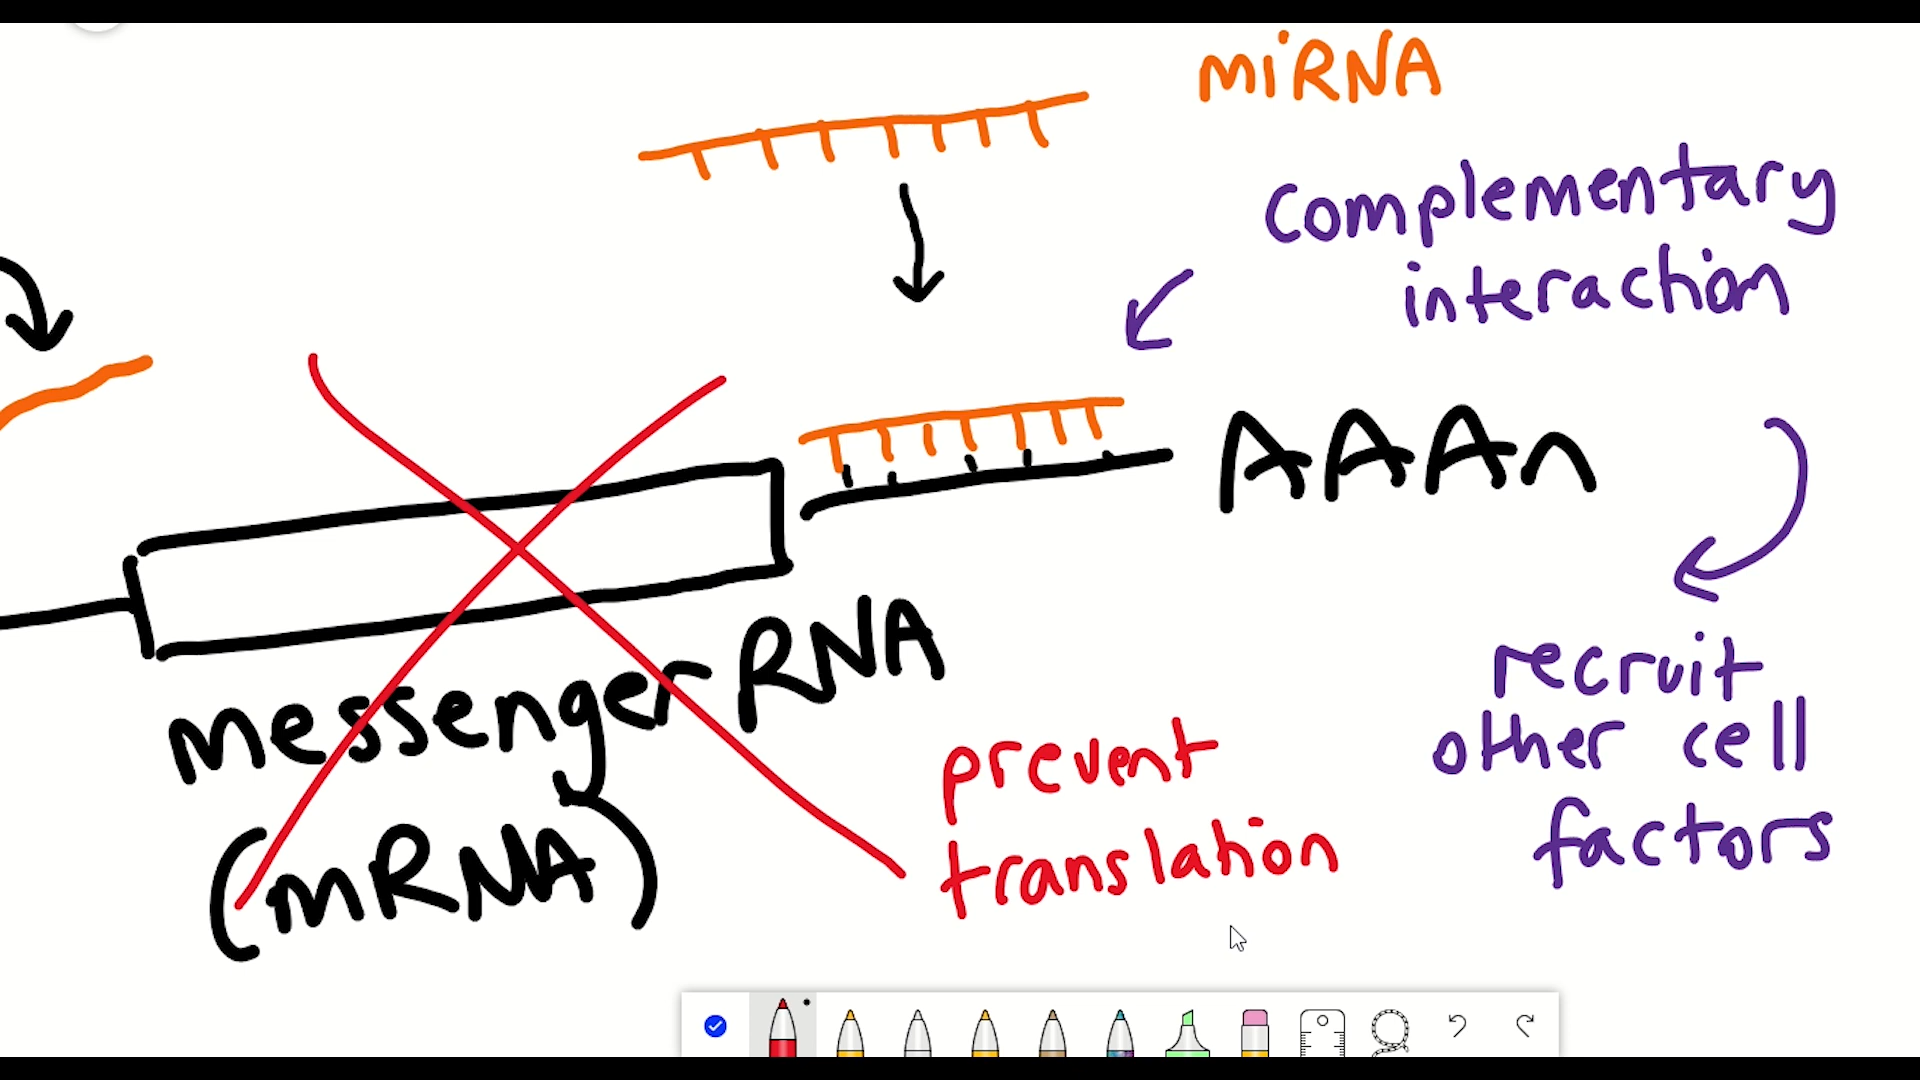 miRNA
complementary
interaction
AAAn
messenger RNA
(mRNA)
prevent
translation
recruit
other cell
factors